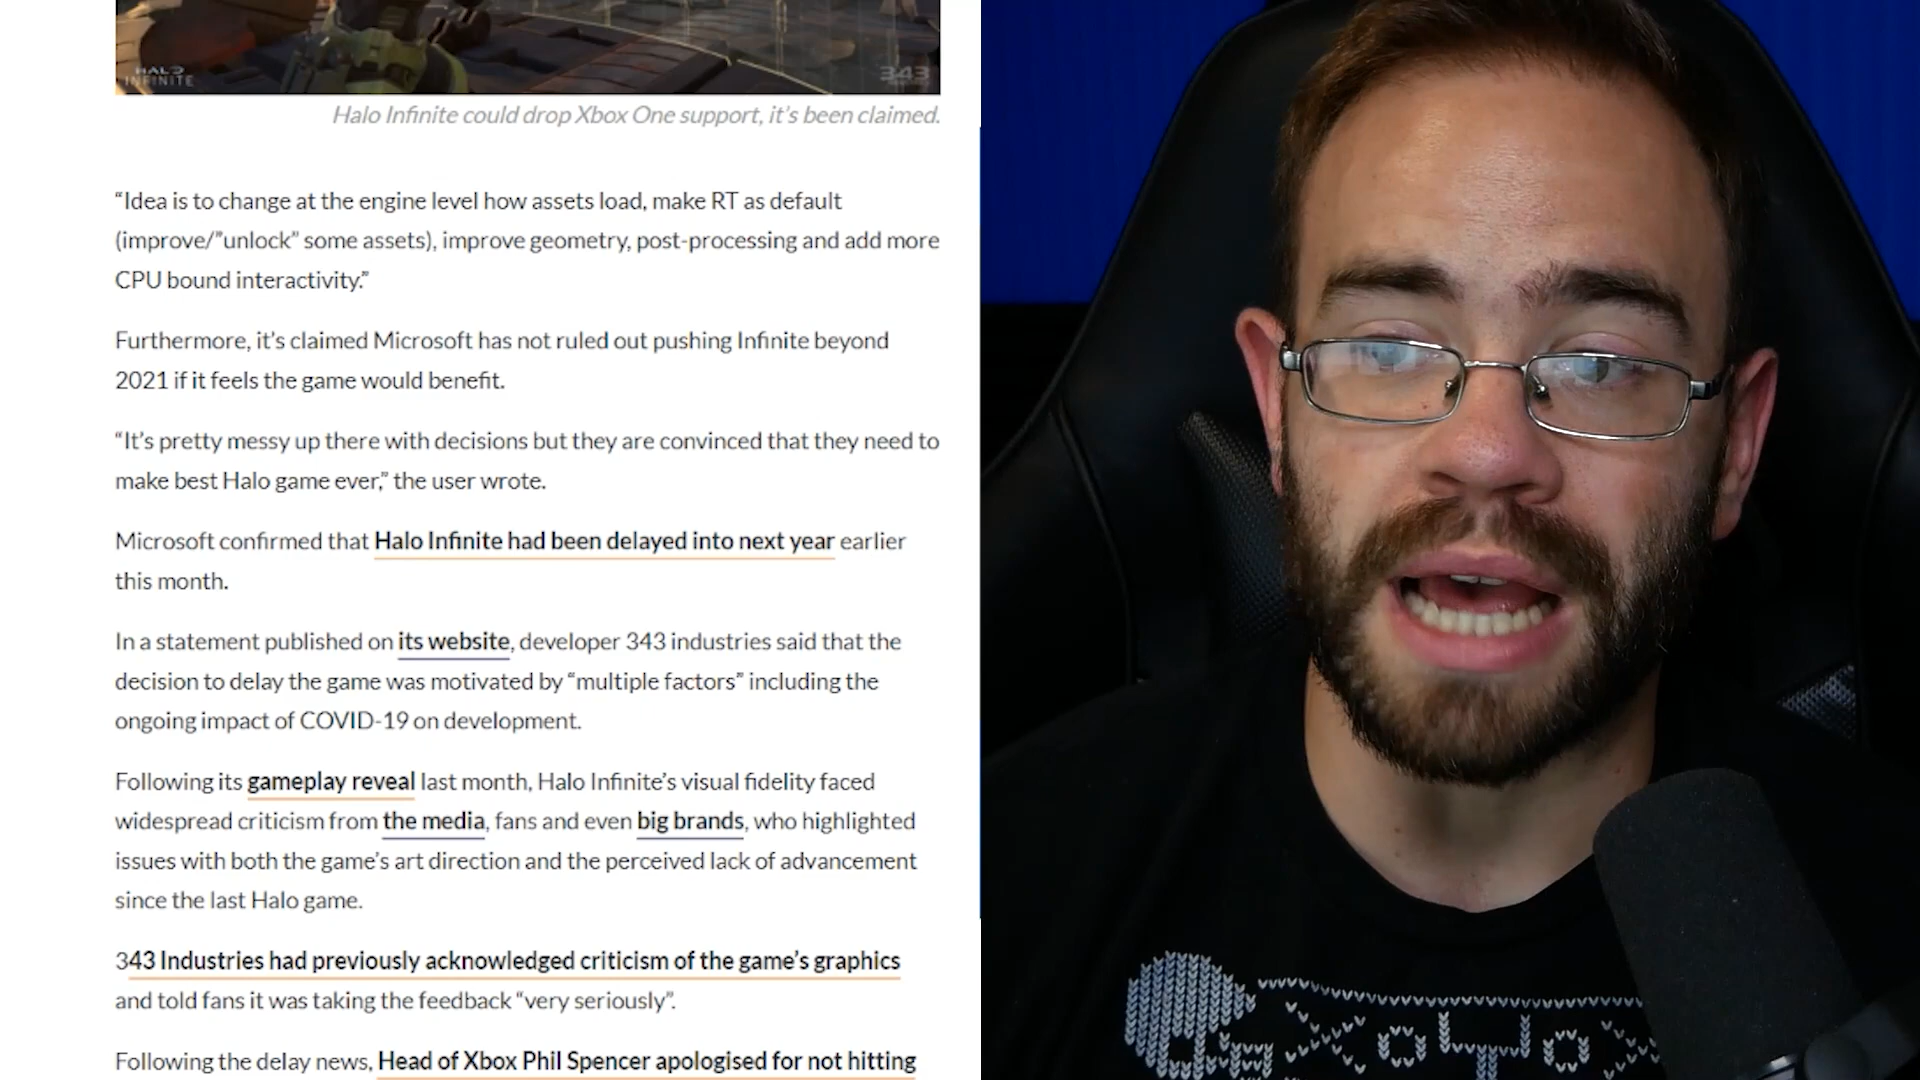 HALO
INFINITE
343
Halo Infinite could drop Xbox One support, it’s been claimed.
“Idea is to change at the engine level how assets load, make RT as default
(improve/”unlock” some assets), improve geometry, post-processing and add more
CPU bound interactivity.”
Furthermore, it’s claimed Microsoft has not ruled out pushing Infinite beyond
2021 if it feels the game would benefit.
“It’s pretty messy up there with decisions but they are convinced that they need to
make best Halo game ever,” the user wrote.
Microsoft confirmed that Halo Infinite had been delayed into next year earlier
this month.
In a statement published on its website, developer 343 industries said that the
decision to delay the game was motivated by “multiple factors” including the
ongoing impact of COVID-19 on development.
Following its gameplay reveal last month, Halo Infinite’s visual fidelity faced
widespread criticism from the media, fans and even big brands, who highlighted
issues with both the game’s art direction and the perceived lack of advancement
since the last Halo game.
343 Industries had previously acknowledged criticism of the game’s graphics
and told fans it was taking the feedback “very seriously”.
Following the delay news, Head of Xbox Phil Spencer apologised for not hitting